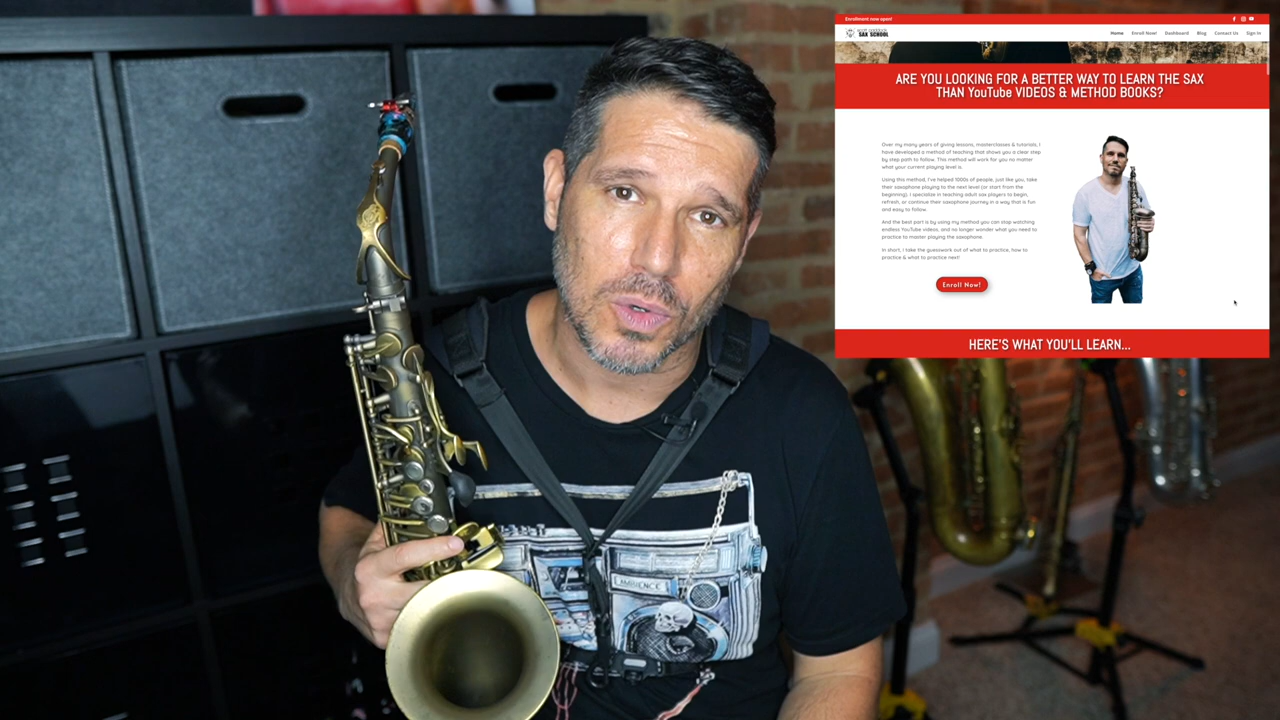 Enrollment now open!
SAX SCHOOL
Home Enroll Now! Dashboard Blog Contact Us Sign In
ARE YOU LOOKING FOR A BETTER WAY TO LEARN THE SAX
THAN YouTube VIDEOS & METHOD BOOKS?
Over my many years of giving lessons, masterclasses & tutorials, I
have developed a method of teaching that shows you a clear step
by step path to follow. This method will work for you no matter
what your current playing level is.
Using this method, I've helped 1000s of people, just like you, take
their saxophone playing to the next level (or start from the
beginning). I specialize in teaching adult sax players to begin,
refresh, or continue their saxophone journey in a way that is fun
and easy to follow.
And the best part is by using my method you can stop watching
endless YouTube videos, and no longer wonder what you need to
practice to master playing the saxophone.
In short, I take the guesswork out of what to practice, how to
practice & what to practice next!
Enroll Now!
HERE'S WHAT YOU'LL LEARN...
AMBIENCE